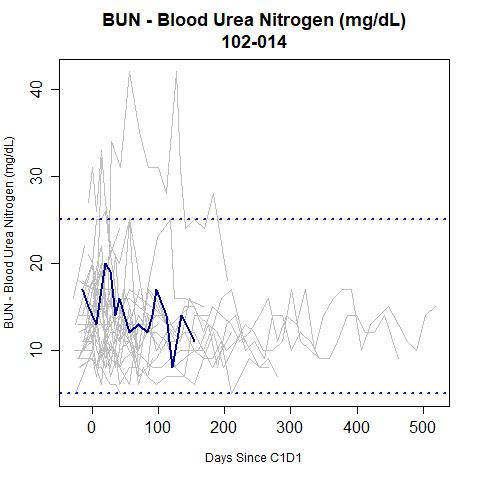 BUN - Blood Urea Nitrogen (mg/dL)
102-014
BUN - Blood Urea Nitrogen (mg/dL)
40
30
20
10
0 100 200 300 400 500
Days Since C1D1